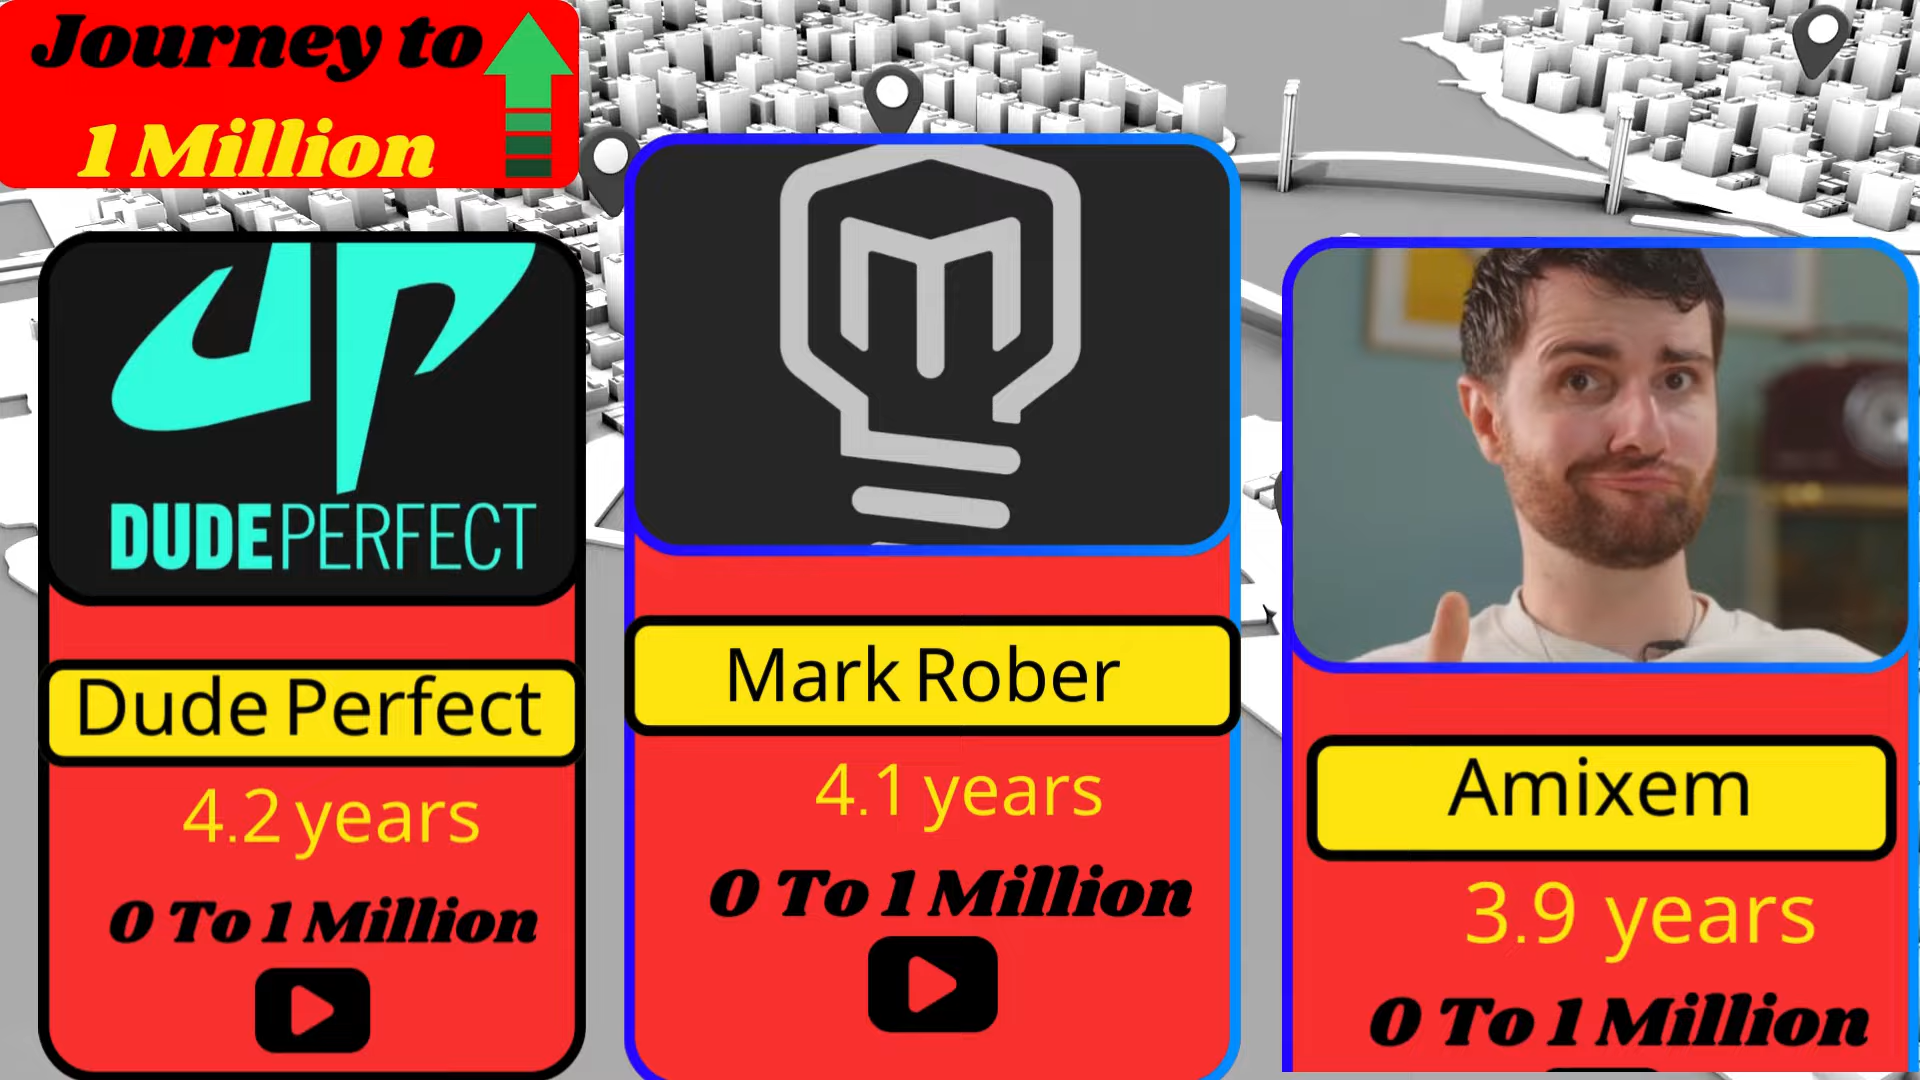 Journey to
1 Million
DUDE PERFECT
Dude Perfect
4.2 years
0 To 1 Million
Mark Rober
4.1 years
0 To 1 Million
Amixem
3.9 years
0 To 1 Million